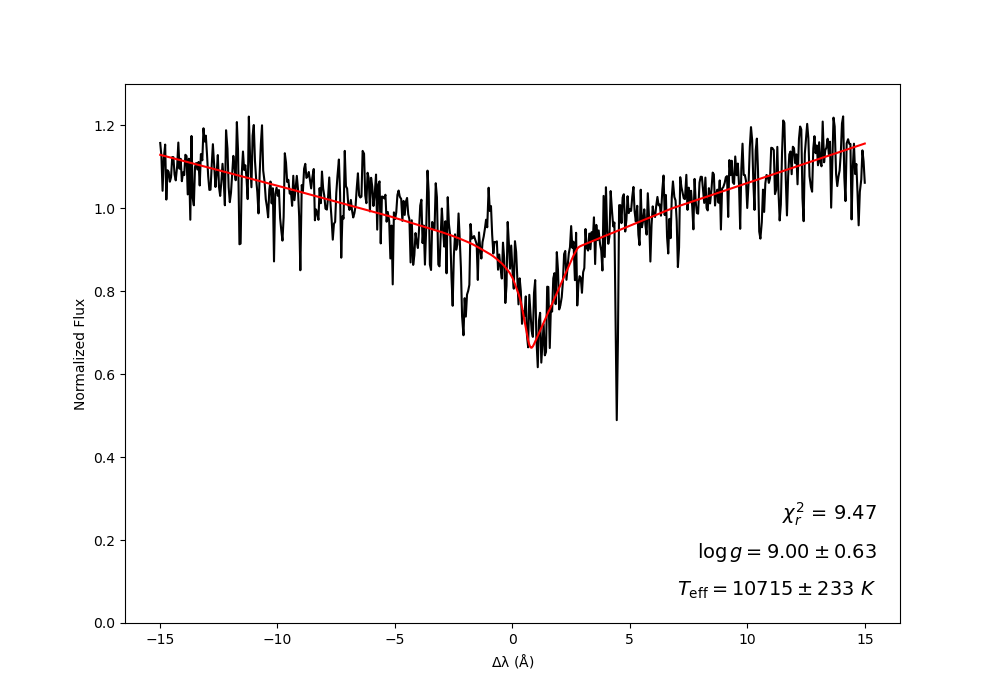 1.2
1.0
0.8
0.6
0.4
0.2
0.0
Normalized Flux
χ²ᵣ = 9.47
log g = 9.00 ± 0.63
T_eff = 10715 ± 233 K
−15 −10 −5 0 5 10 15
Δλ (Å)